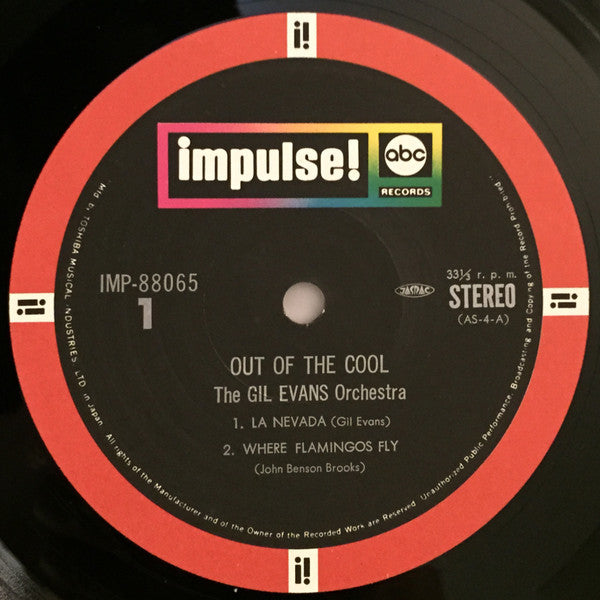 i!
impulse!
abc
RECORDS
IMP-88065
1
33⅓ r. p. m.
JASRAC
STEREO
(AS-4-A)
i!
i!
OUT OF THE COOL
The GIL EVANS Orchestra
1. LA NEVADA (Gil Evans)
2. WHERE FLAMINGOS FLY
(John Benson Brooks)
Mfd by TOSHIBA MUSICAL INDUSTRIES LTD in Japan. All rights of the Manufacturer and of the Owner of the Recorded Work are Reserved. Unauthorized Public Performance, Broadcasting and Copying of the Record Prohibited.
i!